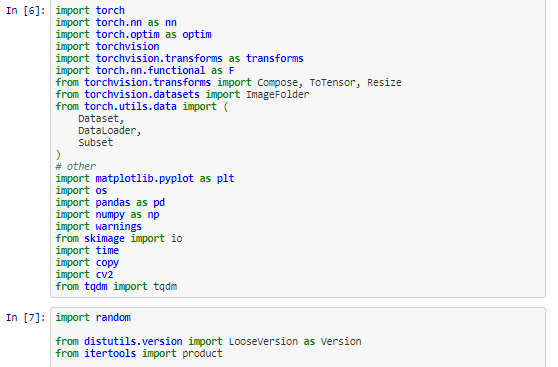 In [6]: import torch
import torch.nn as nn
import torch.optim as optim
import torchvision
import torchvision.transforms as transforms
import torch.nn.functional as F
from torchvision.transforms import Compose, ToTensor, Resize
from torchvision.datasets import ImageFolder
from torch.utils.data import (
    Dataset,
    DataLoader,
    Subset
)
# other
import matplotlib.pyplot as plt
import os
import pandas as pd
import numpy as np
import warnings
from skimage import io
import time
import copy
import cv2
from tqdm import tqdm
In [7]: import random

from distutils.version import LooseVersion as Version
from itertools import product